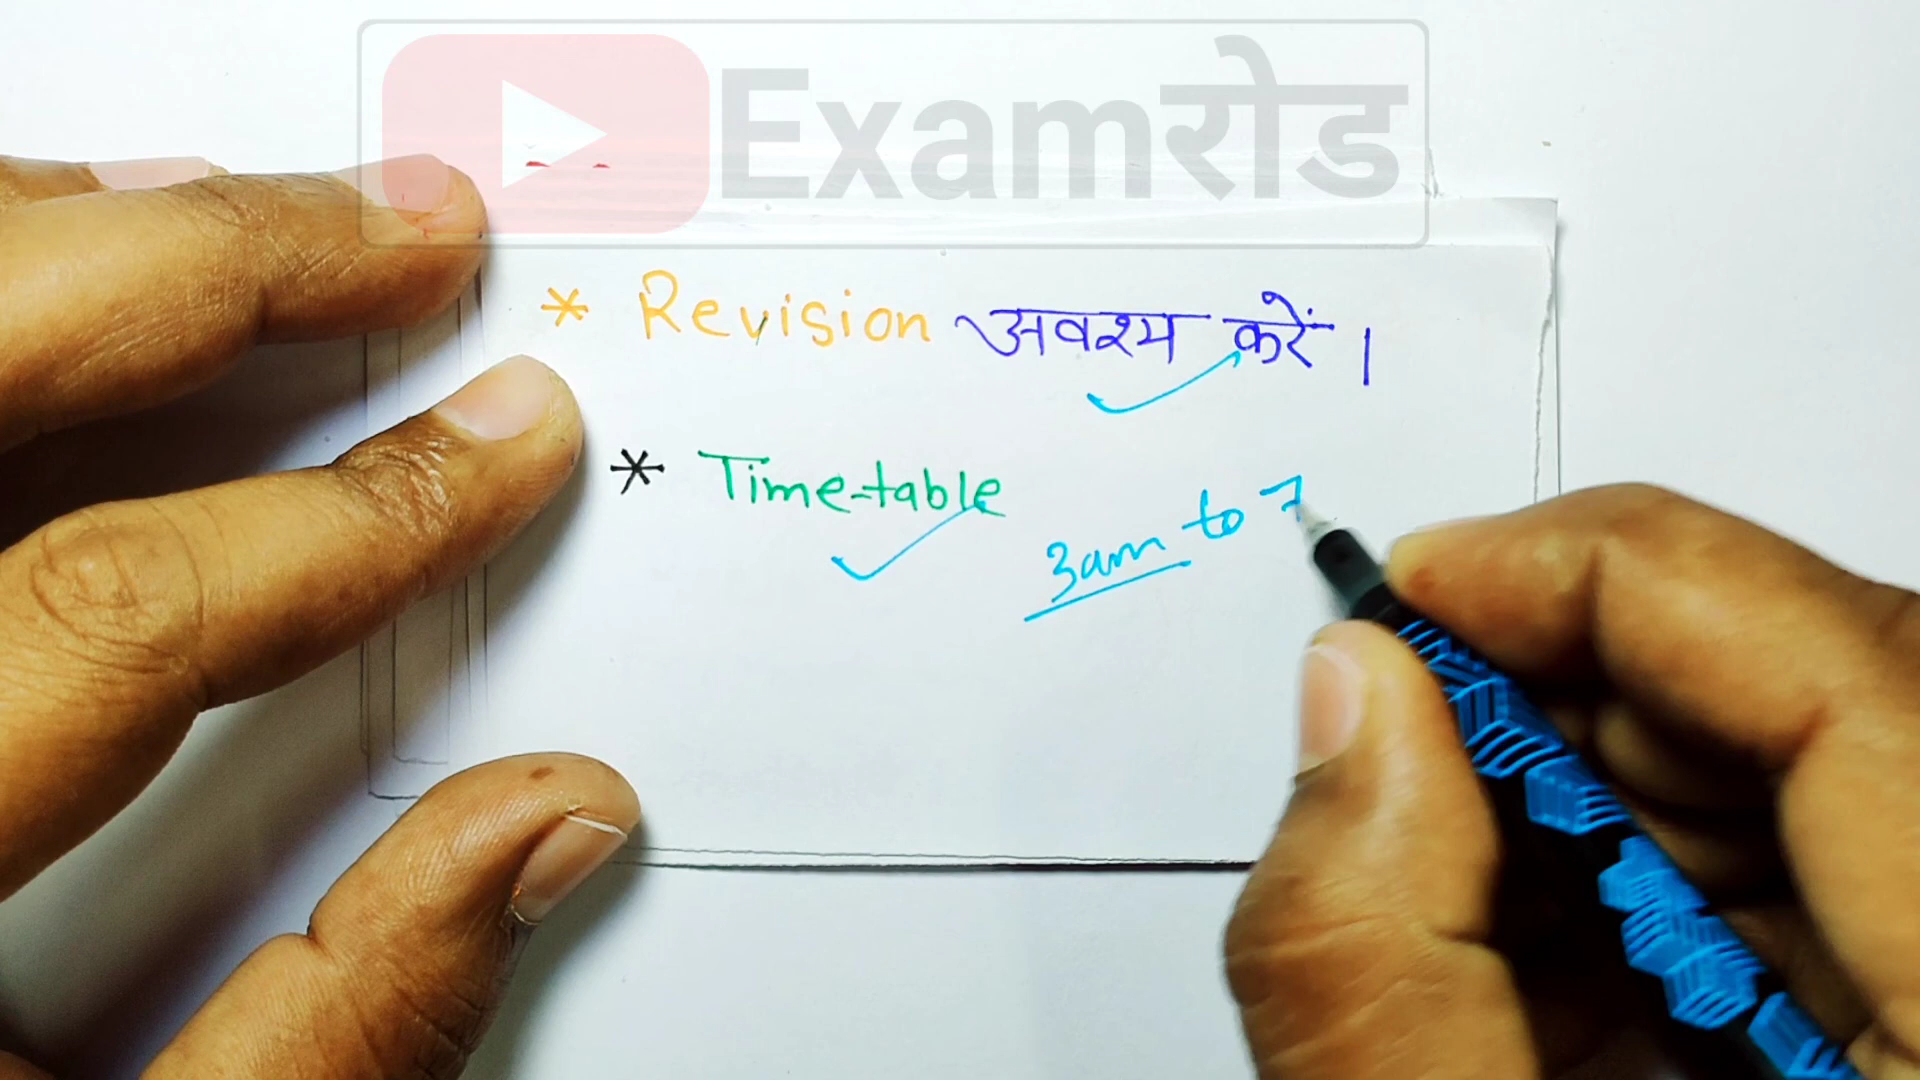 Examरोड
* Revision अवश्य करें ।
* Time-table
3am to 7